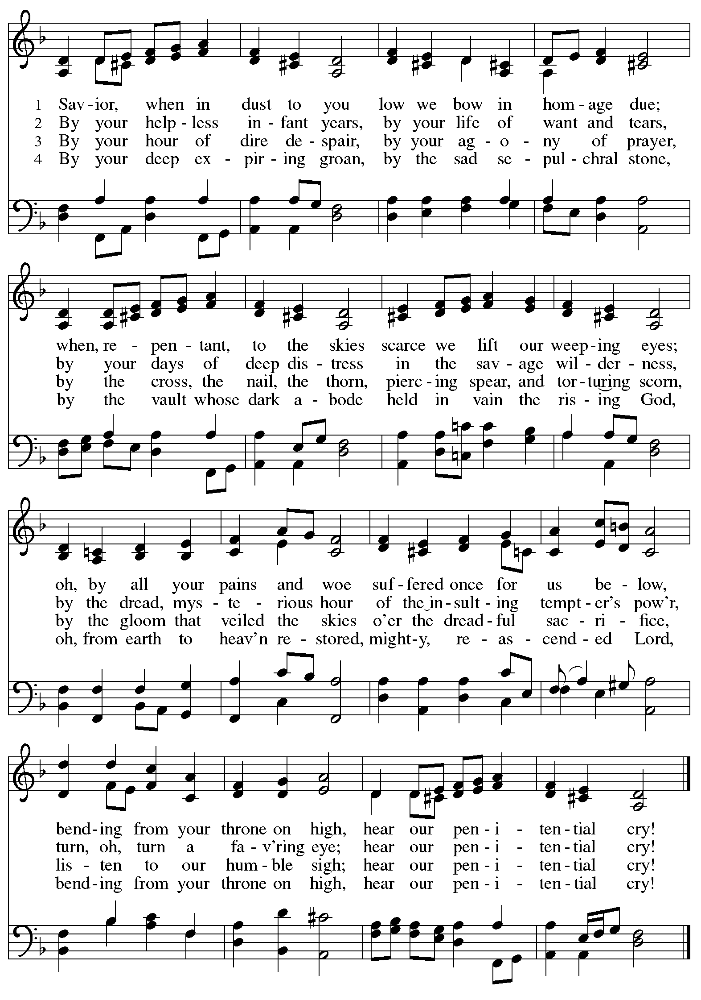 1 Sav - ior, when in dust to you low we bow in hom - age due;
2 By your help - less in - fant years, by your life of want and tears,
3 By your hour of dire de - spair, by your ag - o - ny of prayer,
4 By your deep ex - pir - ing groan, by the sad se - pul - chral stone,
when, re - pen - tant, to the skies scarce we lift our weep - ing eyes;
by your days of deep dis - tress in the sav - age wil - der - ness,
by the cross, the nail, the thorn, pierc - ing spear, and tor - turing scorn,
by the vault whose dark a - bode held in vain the ris - ing God,
oh, by all your pains and woe suf - fered once for us be - low,
by the dread, mys - te - rious hour of the in - sult - ing tempt - er's pow'r,
by the gloom that veiled the skies o'er the dread - ful sac - ri - fice,
oh, from earth to heav'n re - stored, might - y, re - as - cend - ed Lord,
bend - ing from your throne on high, hear our pen - i - ten - tial cry!
turn, oh, turn a fa - v'ring eye; hear our pen - i - ten - tial cry!
lis - ten to our hum - ble sigh; hear our pen - i - ten - tial cry!
bend - ing from your throne on high, hear our pen - i - ten - tial cry!